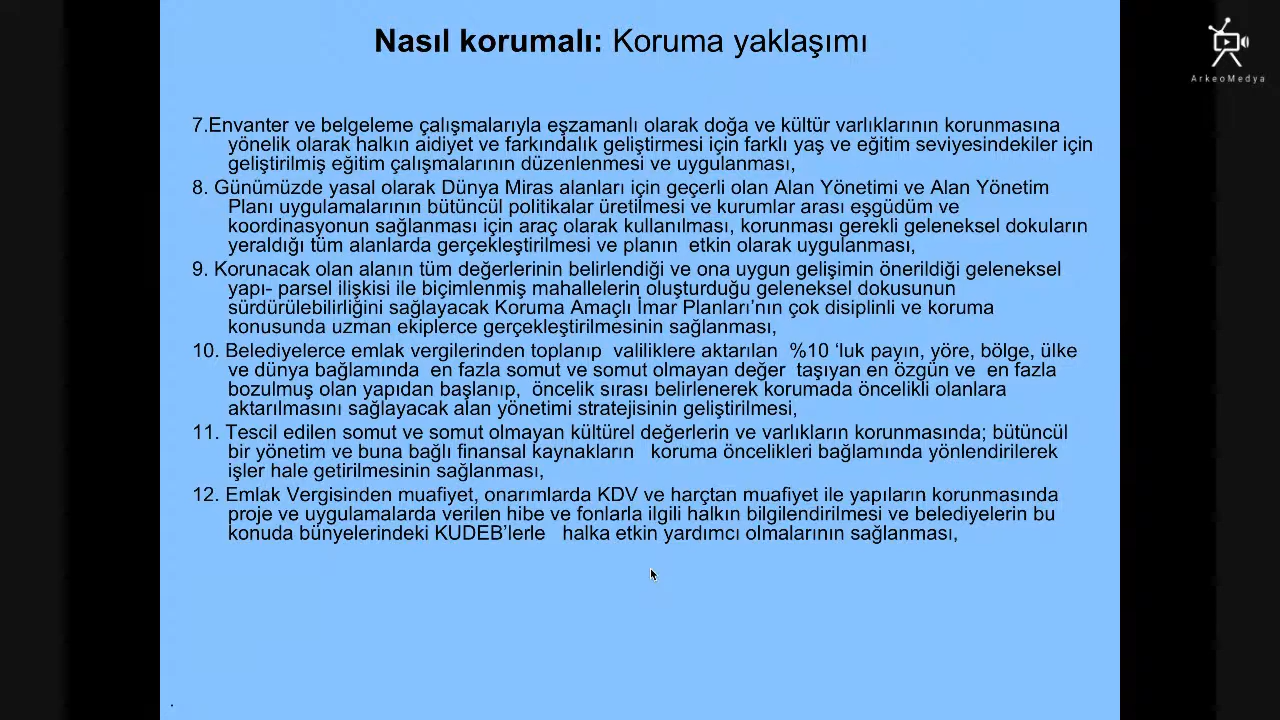 Nasıl korumalı: Koruma yaklaşımı
ArkeoMedya
7.Envanter ve belgeleme çalışmalarıyla eşzamanlı olarak doğa ve kültür varlıklarının korunmasına
yönelik olarak halkın aidiyet ve farkındalık geliştirmesi için farklı yaş ve eğitim seviyesindekiler için
geliştirilmiş eğitim çalışmalarının düzenlenmesi ve uygulanması,
8. Günümüzde yasal olarak Dünya Miras alanları için geçerli olan Alan Yönetimi ve Alan Yönetim
Planı uygulamalarının bütüncül politikalar üretilmesi ve kurumlar arası eşgüdüm ve
koordinasyonun sağlanması için araç olarak kullanılması, korunması gerekli geleneksel dokuların
yeraldığı tüm alanlarda gerçekleştirilmesi ve planın  etkin olarak uygulanması,
9. Korunacak olan alanın tüm değerlerinin belirlendiği ve ona uygun gelişimin önerildiği geleneksel
yapı- parsel ilişkisi ile biçimlenmiş mahallelerin oluşturduğu geleneksel dokusunun
sürdürülebilirliğini sağlayacak Koruma Amaçlı İmar Planları’nın çok disiplinli ve koruma
konusunda uzman ekiplerce gerçekleştirilmesinin sağlanması,
10. Belediyelerce emlak vergilerinden toplanıp  valiliklere aktarılan  %10 ‘luk payın, yöre, bölge, ülke
ve dünya bağlamında  en fazla somut ve somut olmayan değer  taşıyan en özgün ve  en fazla
bozulmuş olan yapıdan başlanıp,  öncelik sırası belirlenerek korumada öncelikli olanlara
aktarılmasını sağlayacak alan yönetimi stratejisinin geliştirilmesi,
11. Tescil edilen somut ve somut olmayan kültürel değerlerin ve varlıkların korunmasında; bütüncül
bir yönetim ve buna bağlı finansal kaynakların   koruma öncelikleri bağlamında yönlendirilerek
işler hale getirilmesinin sağlanması,
12. Emlak Vergisinden muafiyet, onarımlarda KDV ve harçtan muafiyet ile yapıların korunmasında
proje ve uygulamalarda verilen hibe ve fonlarla ilgili halkın bilgilendirilmesi ve belediyelerin bu
konuda bünyelerindeki KUDEB’lerle   halka etkin yardımcı olmalarının sağlanması,
.